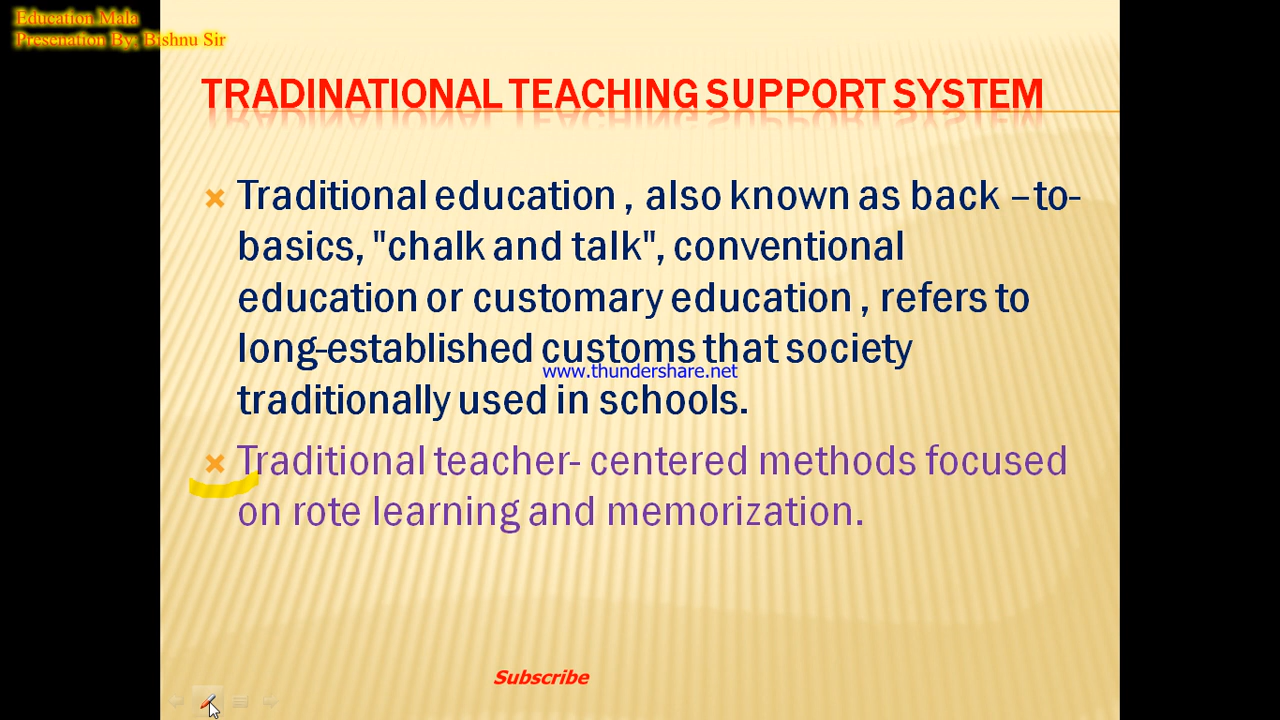 Education Mala
Presenation By; Bishnu Sir
TRADINATIONAL TEACHING SUPPORT SYSTEM
Traditional education , also known as back –to-
basics, "chalk and talk", conventional
education or customary education , refers to
long-established customs that society
www.thundershare.net
traditionally used in schools.
Traditional teacher- centered methods focused
on rote learning and memorization.
Subscribe